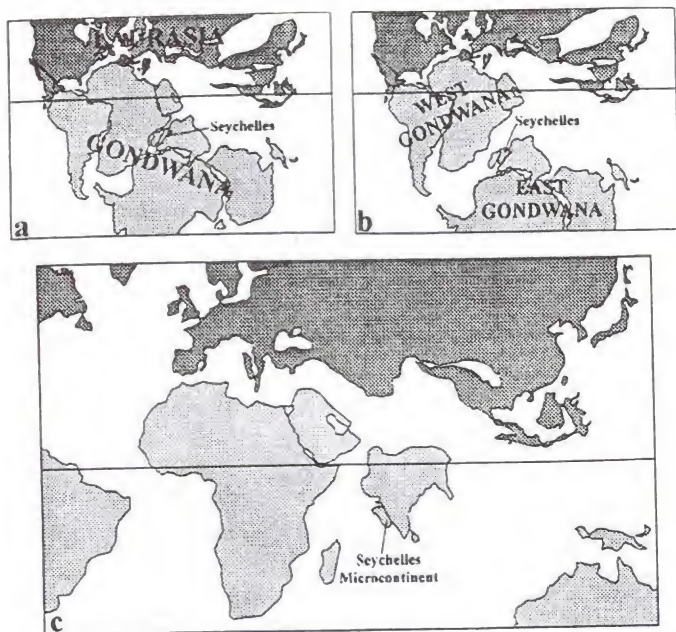 LAURASIA
Seychelles
GONDWANA
a
WEST
GONDWANA
Seychelles
EAST
GONDWANA
b
Seychelles
Microcontinent
c